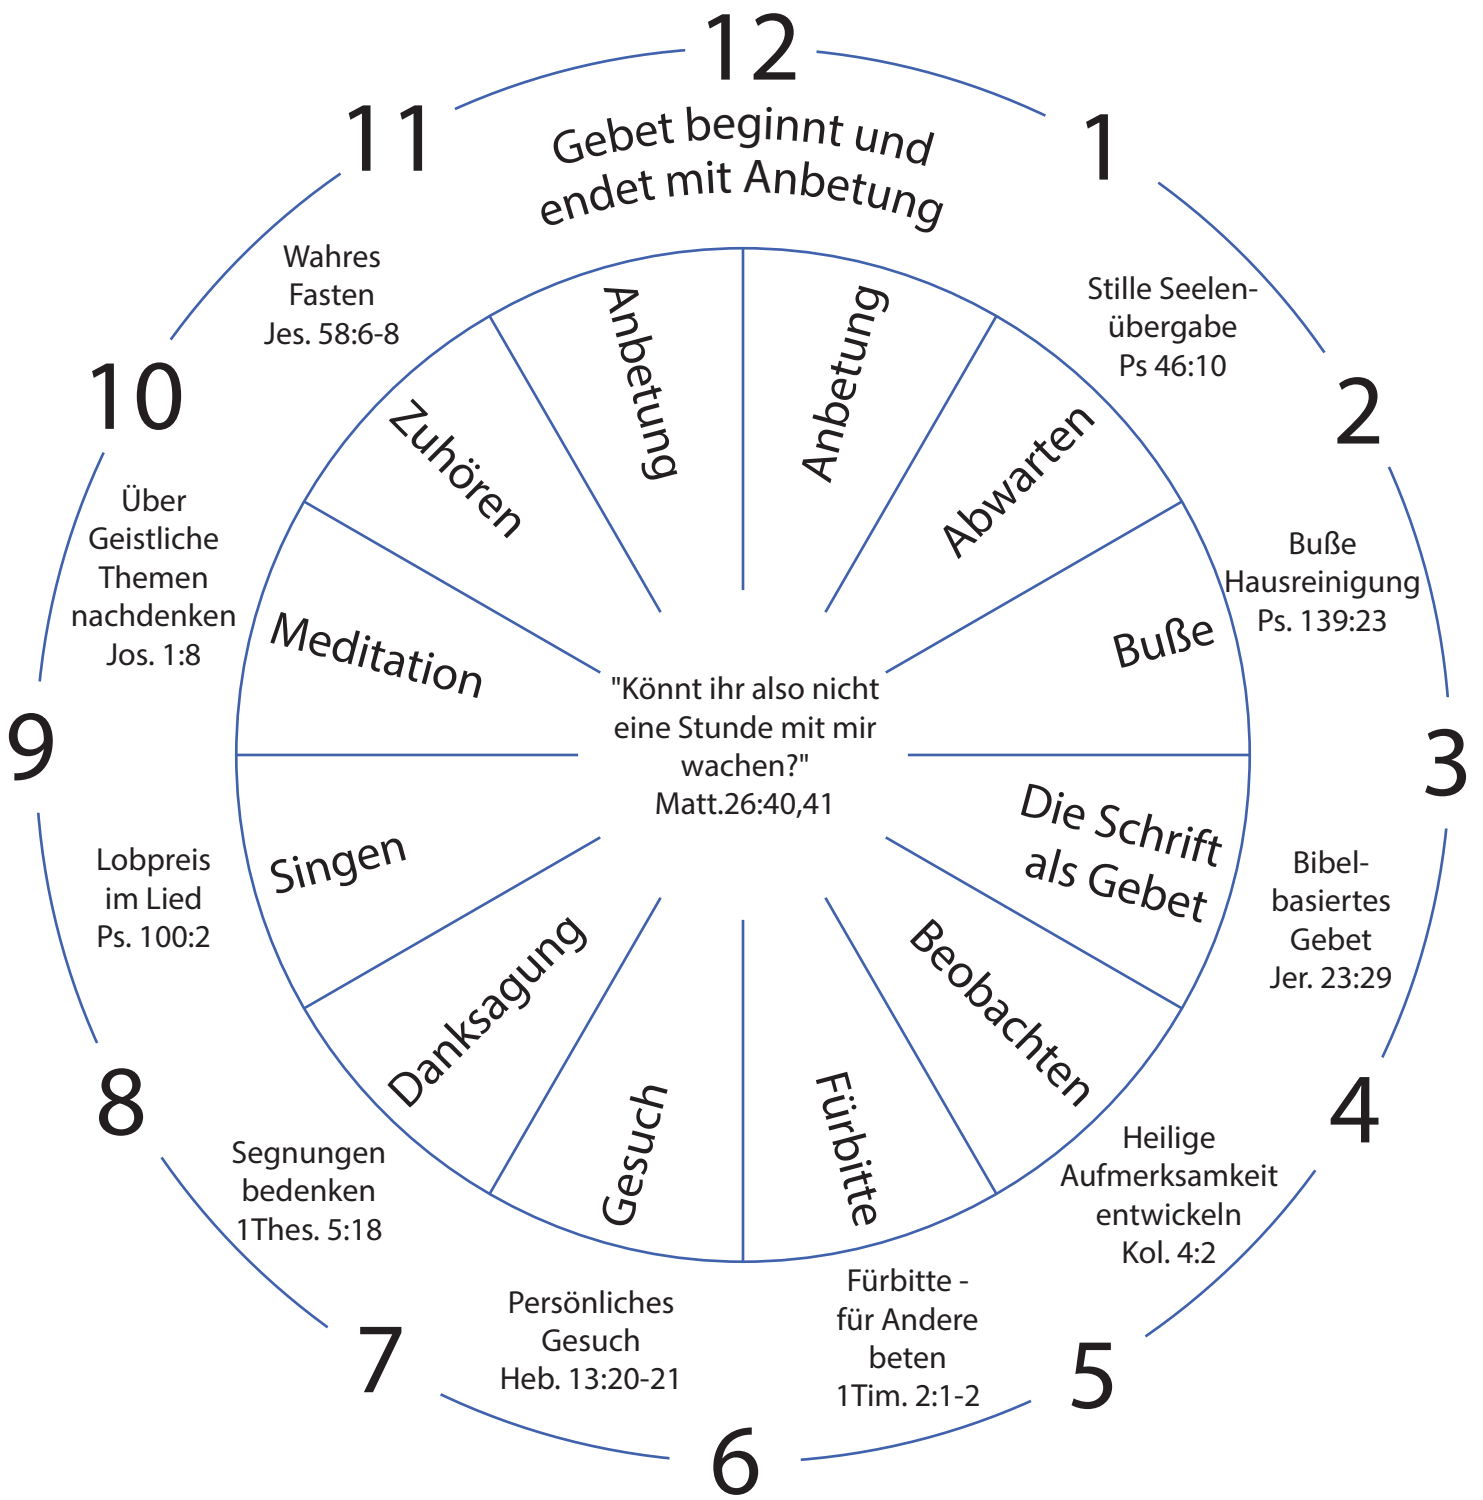 12
Gebet beginnt und
endet mit Anbetung
1
Stille Seelen-
übergabe
Ps 46:10
2
Buße
Hausreinigung
Ps. 139:23
3
Bibel-
basiertes
Gebet
Jer. 23:29
4
Heilige
Aufmerksamkeit
entwickeln
Kol. 4:2
5
Fürbitte -
für Andere
beten
1Tim. 2:1-2
6
Persönliches
Gesuch
Heb. 13:20-21
7
Segnungen
bedenken
1Thes. 5:18
8
Lobpreis
im Lied
Ps. 100:2
9
Über
Geistliche
Themen
nachdenken
Jos. 1:8
10
Wahres
Fasten
Jes. 58:6-8
11
Anbetung
Abwarten
Buße
Die Schrift
als Gebet
Beobachten
Fürbitte
Gesuch
Danksagung
Singen
Meditation
Zuhören
Anbetung
"Könnt ihr also nicht
eine Stunde mit mir
wachen?"
Matt.26:40,41